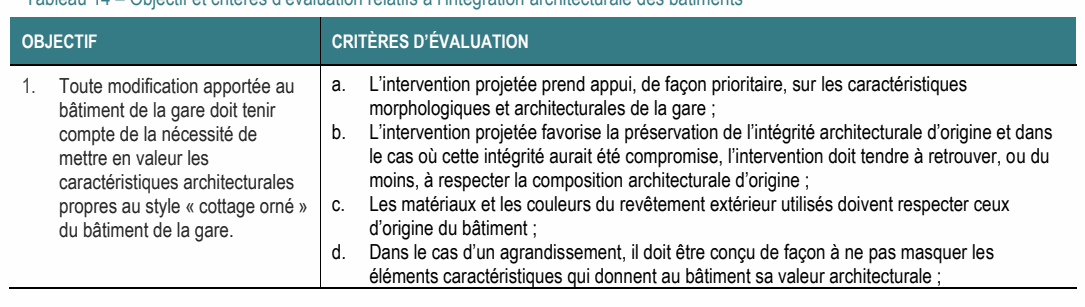 Tableau 14 – Objectif et critères d'évaluation relatifs à l'intégration architecturale des bâtiments
OBJECTIF
CRITÈRES D'ÉVALUATION
1. Toute modification apportée au
bâtiment de la gare doit tenir
compte de la nécessité de
mettre en valeur les
caractéristiques architecturales
propres au style « cottage orné »
du bâtiment de la gare.
a. L'intervention projetée prend appui, de façon prioritaire, sur les caractéristiques
morphologiques et architecturales de la gare ;
b. L'intervention projetée favorise la préservation de l'intégrité architecturale d'origine et dans
le cas où cette intégrité aurait été compromise, l'intervention doit tendre à retrouver, ou du
moins, à respecter la composition architecturale d'origine ;
c. Les matériaux et les couleurs du revêtement extérieur utilisés doivent respecter ceux
d'origine du bâtiment ;
d. Dans le cas d'un agrandissement, il doit être conçu de façon à ne pas masquer les
éléments caractéristiques qui donnent au bâtiment sa valeur architecturale ;